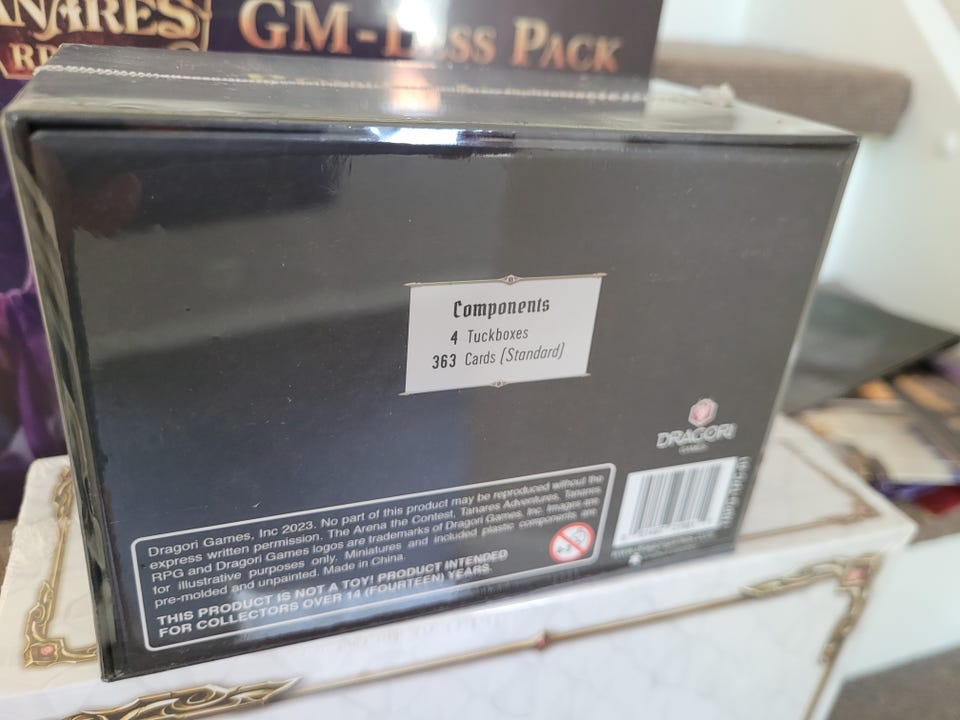 GM-Less Pack
Components
4 Tuckboxes
363 Cards (Standard)
DRAGORI
GAMES
Dragori Games, Inc 2023. No part of this product may be reproduced without the
express written permission. The Arena the Contest, Tanares Adventures, Tanares
RPG and Dragori Games logos are trademarks of Dragori Games, Inc. Images are
for illustrative purposes only. Miniatures and included plastic components are
pre-molded and unpainted. Made in China.
THIS PRODUCT IS NOT A TOY! PRODUCT INTENDED
FOR COLLECTORS OVER 14 (FOURTEEN) YEARS.